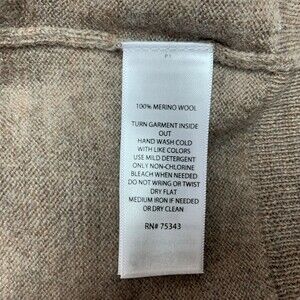 100% MERINO WOOL
TURN GARMENT INSIDE
OUT
HAND WASH COLD
WITH LIKE COLORS
USE MILD DETERGENT
ONLY NON-CHLORINE
BLEACH WHEN NEEDED
DO NOT WRING OR TWIST
DRY FLAT
MEDIUM IRON IF NEEDED
OR DRY CLEAN
RN# 75343